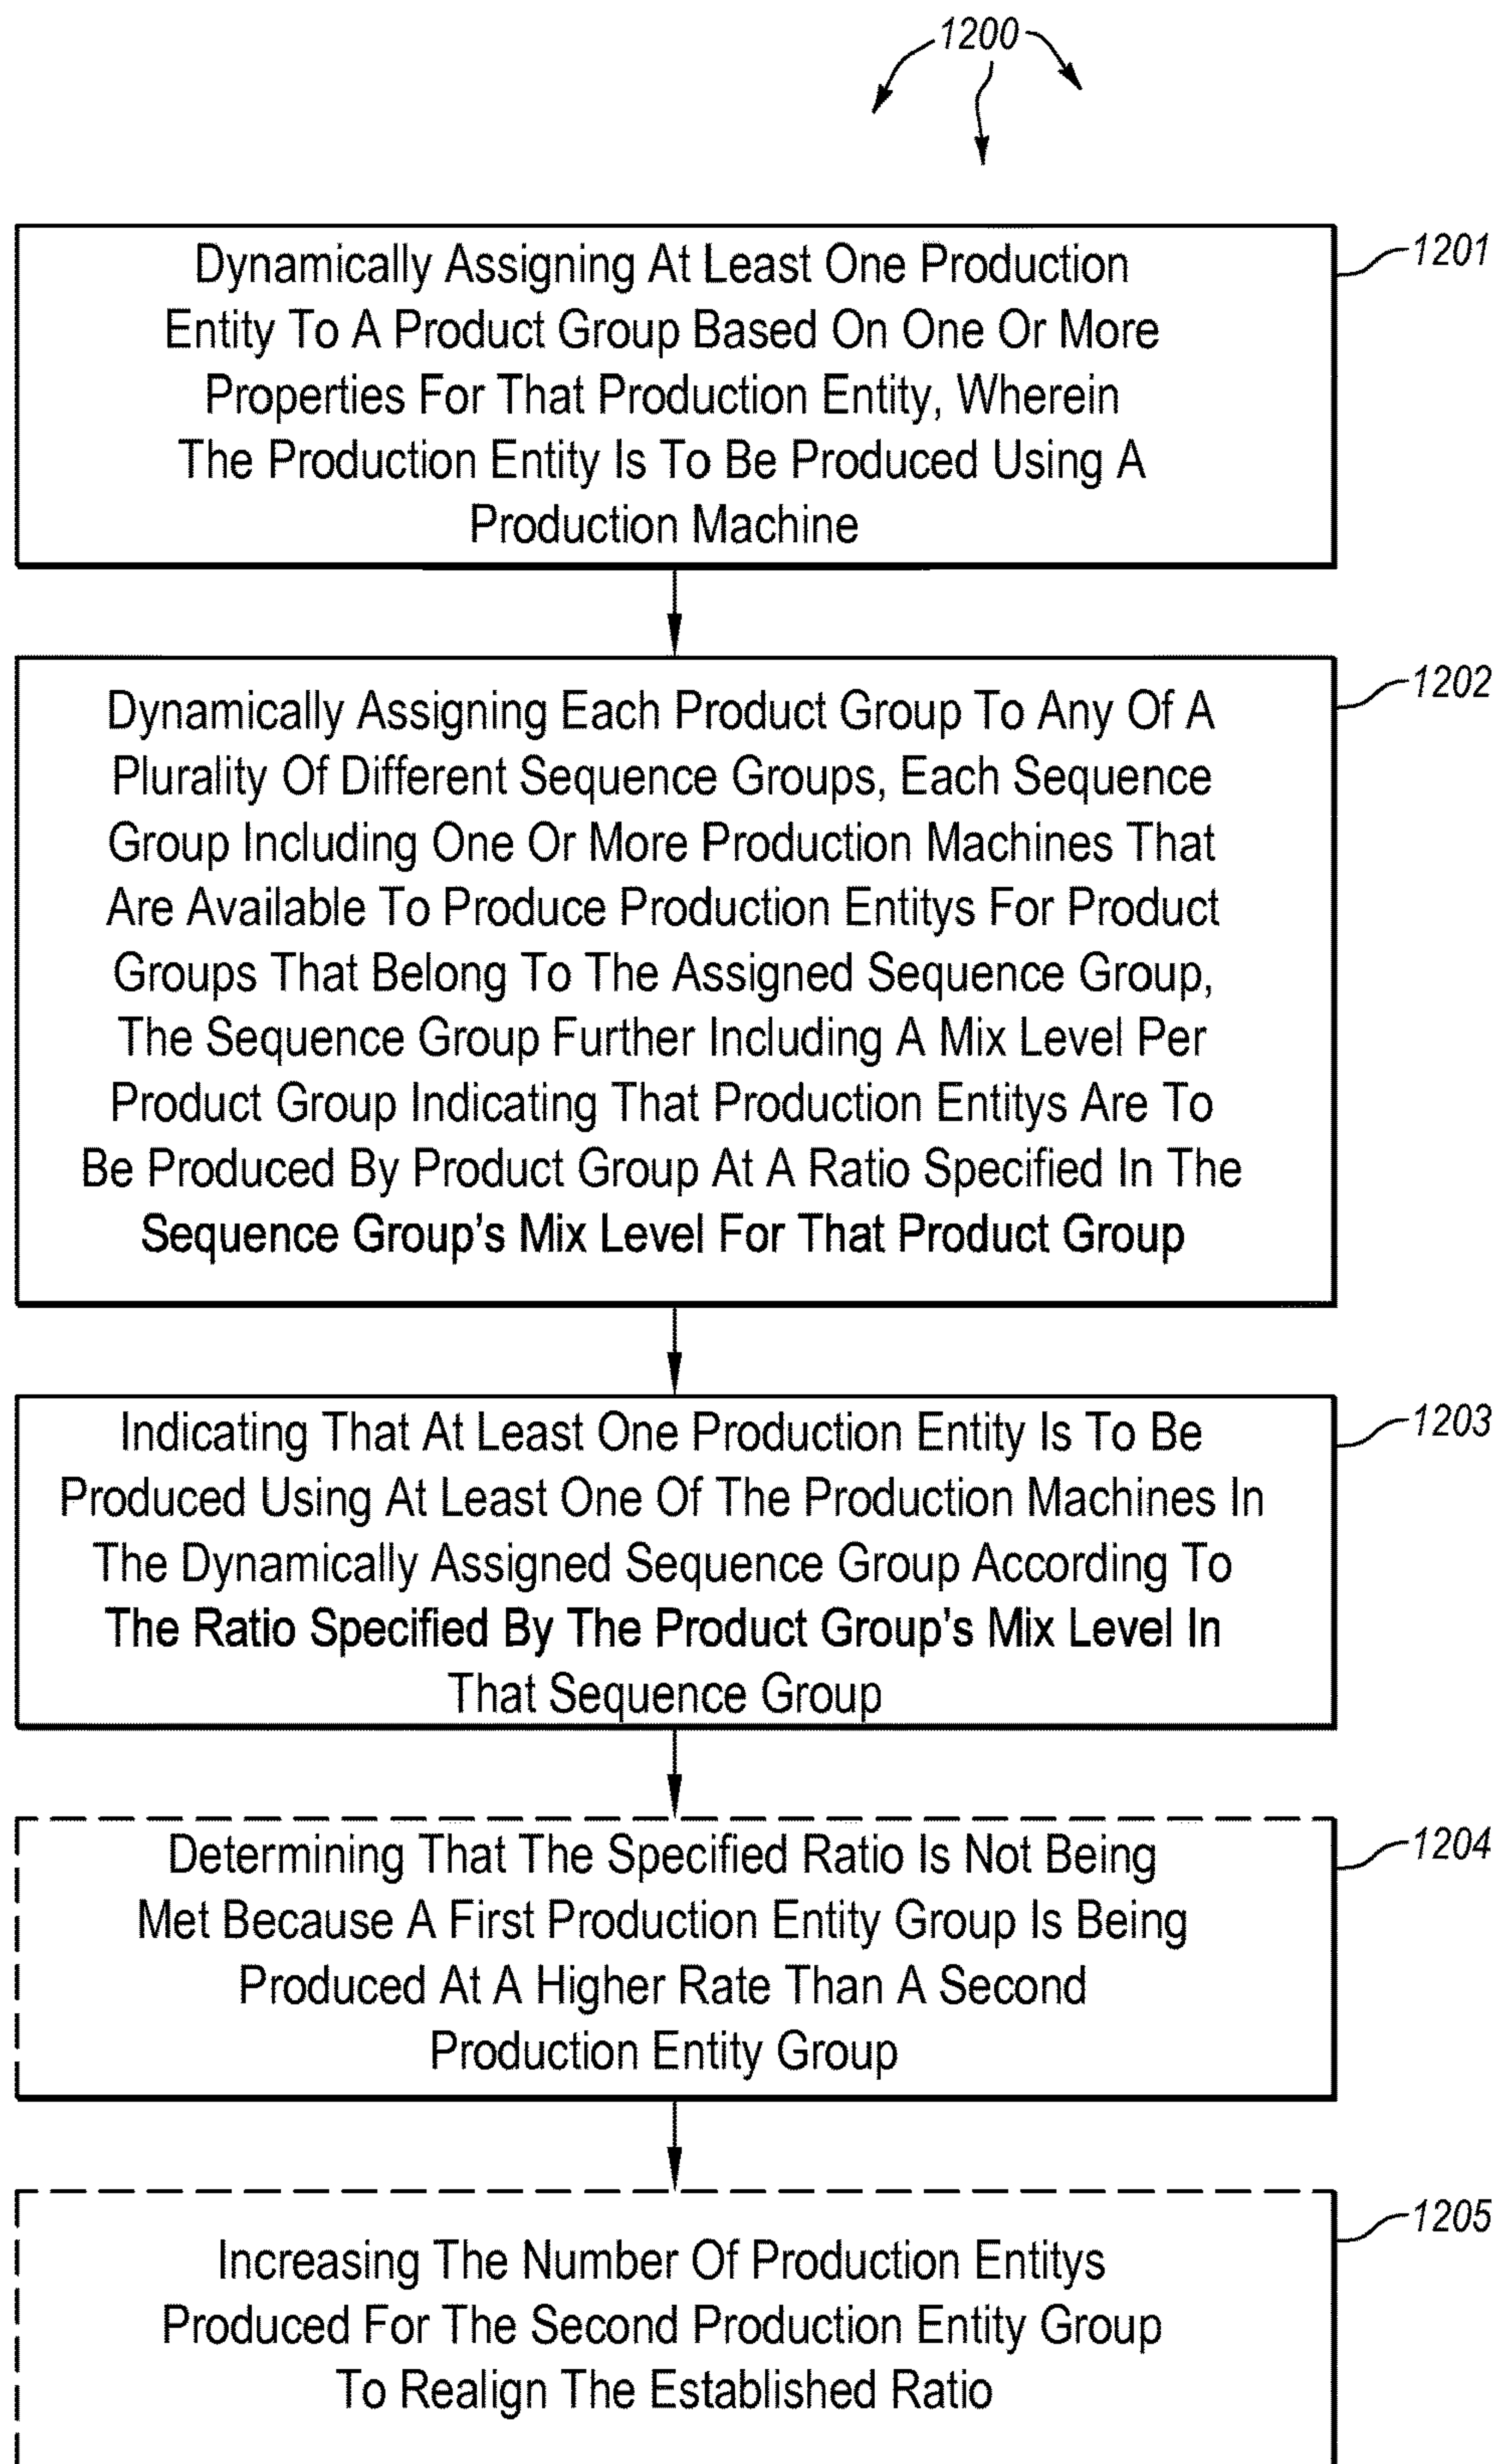 1200
Dynamically Assigning At Least One Production
Entity To A Product Group Based On One Or More
Properties For That Production Entity, Wherein
The Production Entity Is To Be Produced Using A
Production Machine
1201
Dynamically Assigning Each Product Group To Any Of A
Plurality Of Different Sequence Groups, Each Sequence
Group Including One Or More Production Machines That
Are Available To Produce Production Entitys For Product
Groups That Belong To The Assigned Sequence Group,
The Sequence Group Further Including A Mix Level Per
Product Group Indicating That Production Entitys Are To
Be Produced By Product Group At A Ratio Specified In The
Sequence Group's Mix Level For That Product Group
1202
Indicating That At Least One Production Entity Is To Be
Produced Using At Least One Of The Production Machines In
The Dynamically Assigned Sequence Group According To
The Ratio Specified By The Product Group's Mix Level In
That Sequence Group
1203
Determining That The Specified Ratio Is Not Being
Met Because A First Production Entity Group Is Being
Produced At A Higher Rate Than A Second
Production Entity Group
1204
Increasing The Number Of Production Entitys
Produced For The Second Production Entity Group
To Realign The Established Ratio
1205